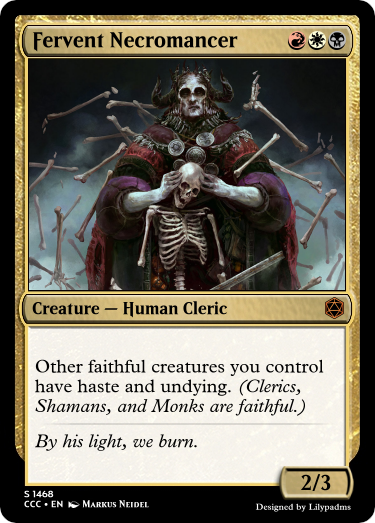 Fervent Necromancer
Creature — Human Cleric
Other faithful creatures you control
have haste and undying. (Clerics,
Shamans, and Monks are faithful.)
By his light, we burn.
2/3
S 1468
CCC • EN Markus Neidel
Designed by Lilypadms